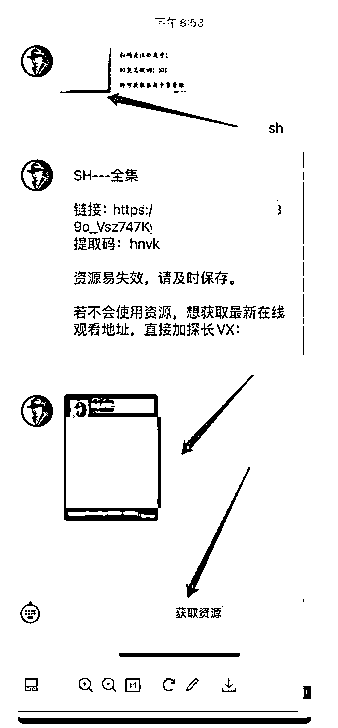 下午6:53
sh
SH---全集
链接：https:/
9o_Vsz747K
提取码：hnvk
资源易失效，请及时保存。
若不会使用资源，想获取最新在线
观看地址，直接加探长VX：
获取资源